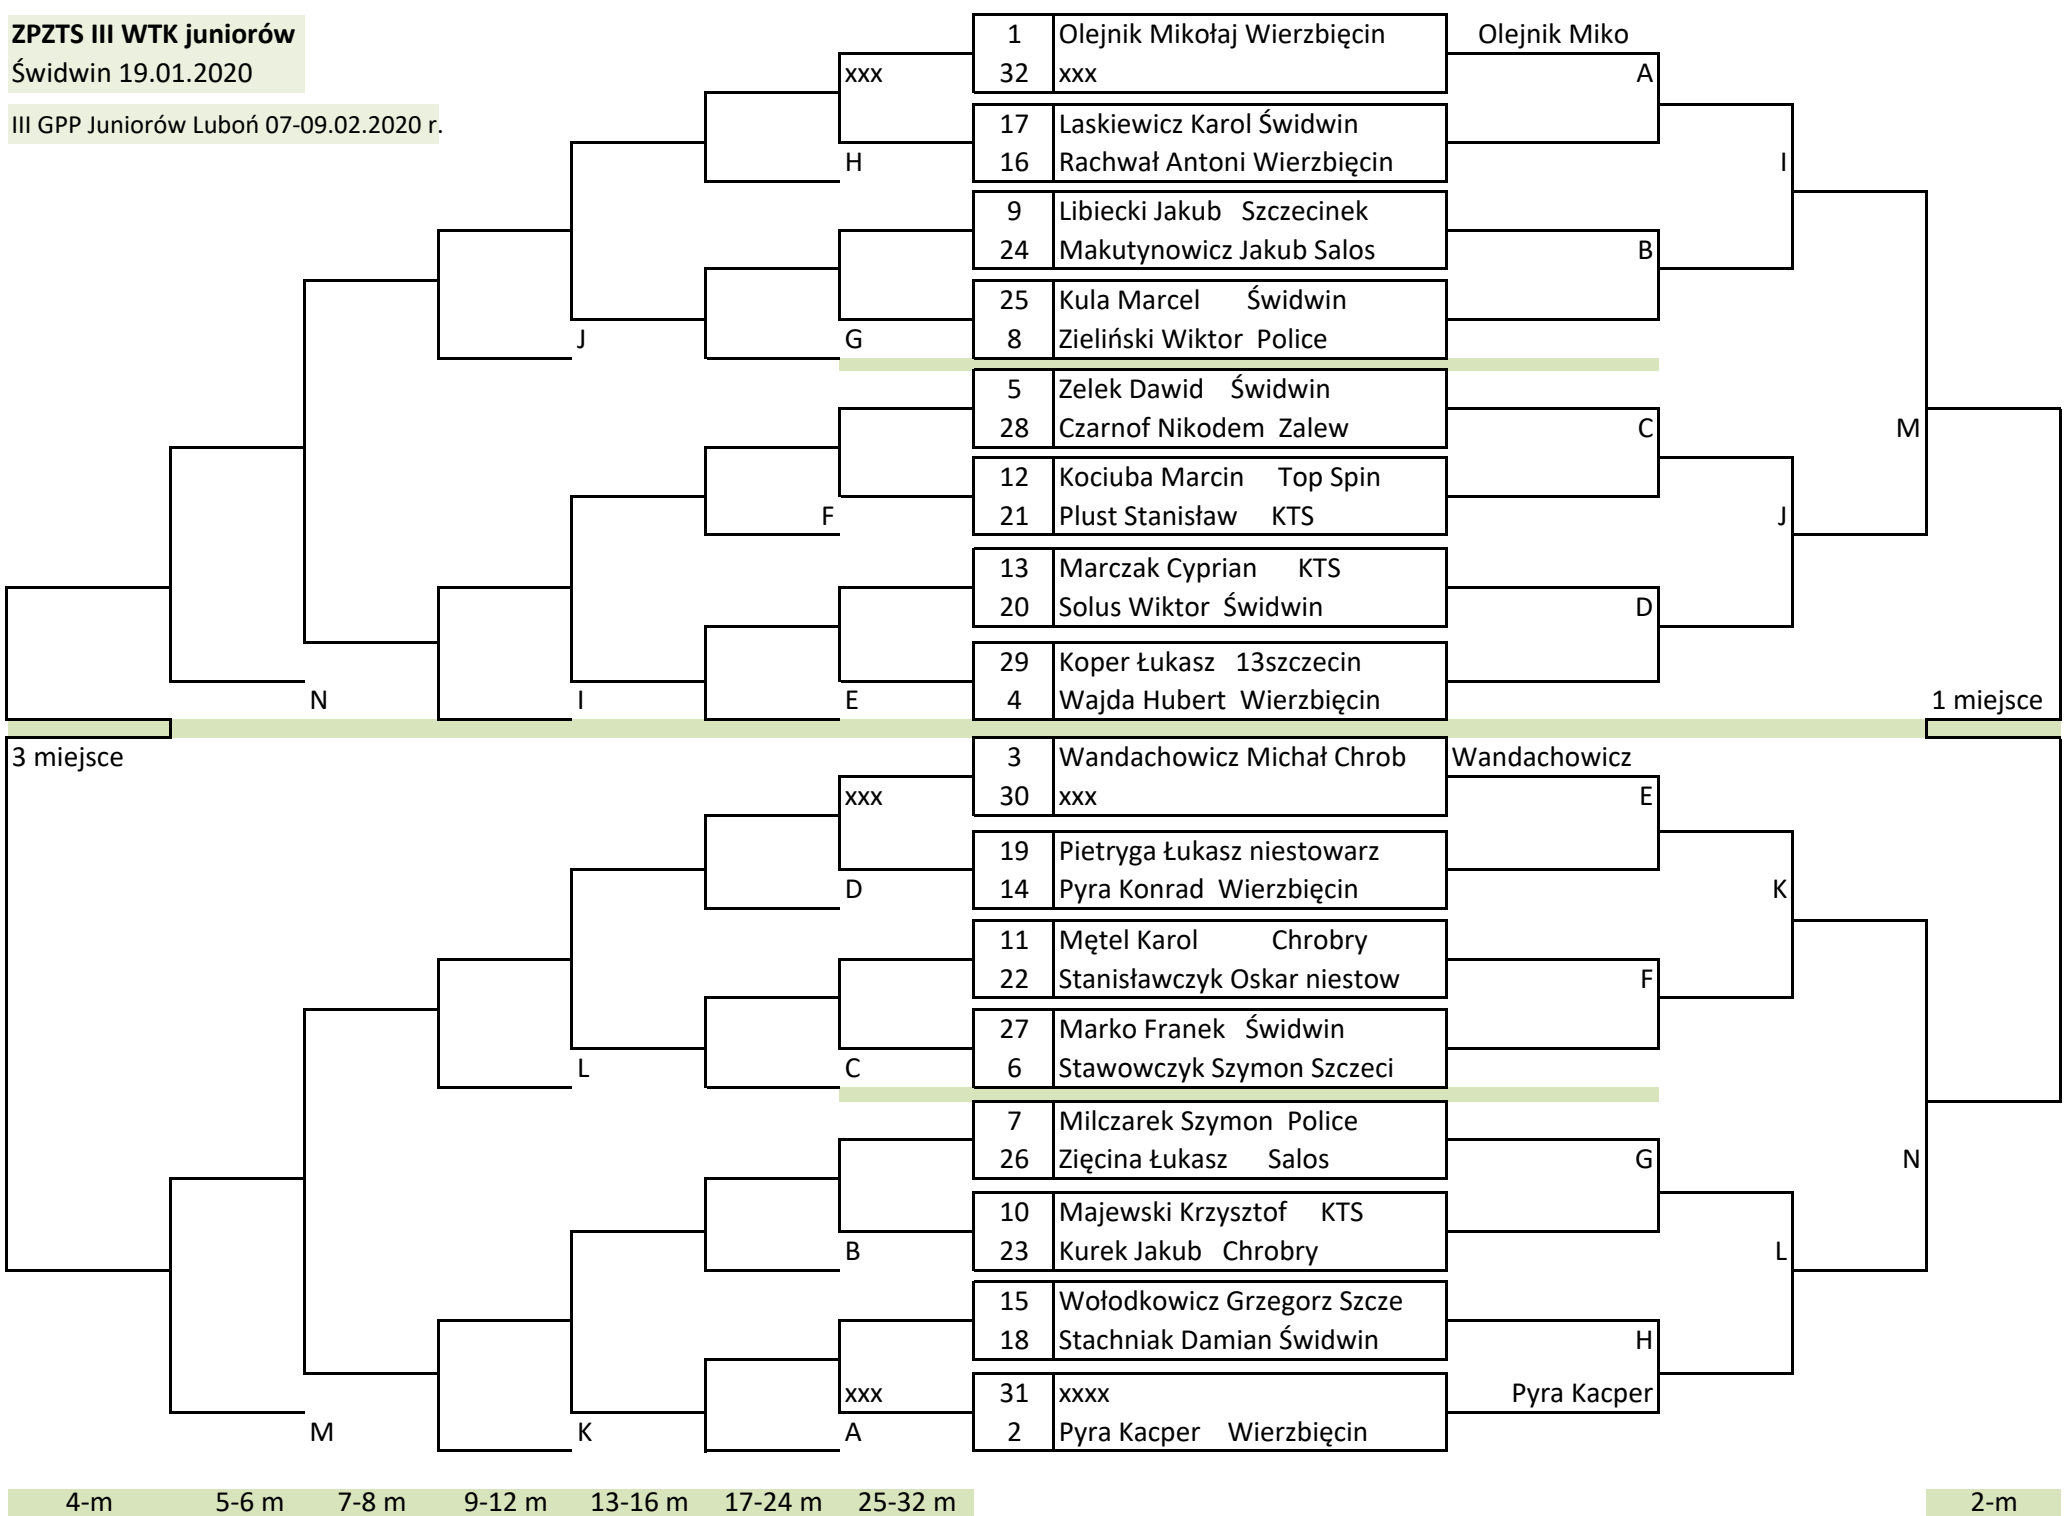 ZPZTS III WTK juniorów
Świdwin 19.01.2020
III GPP Juniorów Luboń 07-09.02.2020 r.
1 Olejnik Mikołaj Wierzbięcin Olejnik Miko
xxx 32 xxx A
17 Laskiewicz Karol Świdwin
H 16 Rachwał Antoni Wierzbięcin I
9 Libiecki Jakub Szczecinek
24 Makutynowicz Jakub Salos B
25 Kula Marcel Świdwin
J G 8 Zieliński Wiktor Police
5 Zelek Dawid Świdwin
28 Czarnof Nikodem Zalew C M
12 Kociuba Marcin Top Spin
F 21 Plust Stanisław KTS J
13 Marczak Cyprian KTS
20 Solus Wiktor Świdwin D
29 Koper Łukasz 13szczecin
N I E 4 Wajda Hubert Wierzbięcin 1 miejsce
3 miejsce 3 Wandachowicz Michał Chrob Wandachowicz
xxx 30 xxx E
19 Pietryga Łukasz niestowarz
D 14 Pyra Konrad Wierzbięcin K
11 Mętel Karol Chrobry
22 Stanisławczyk Oskar niestow F
27 Marko Franek Świdwin
L C 6 Stawowczyk Szymon Szczeci
7 Milczarek Szymon Police
26 Zięcina Łukasz Salos G N
10 Majewski Krzysztof KTS
B 23 Kurek Jakub Chrobry L
15 Wołodkowicz Grzegorz Szcze
18 Stachniak Damian Świdwin H
xxx 31 xxxx Pyra Kacper
M K A 2 Pyra Kacper Wierzbięcin
4-m 5-6 m 7-8 m 9-12 m 13-16 m 17-24 m 25-32 m 2-m